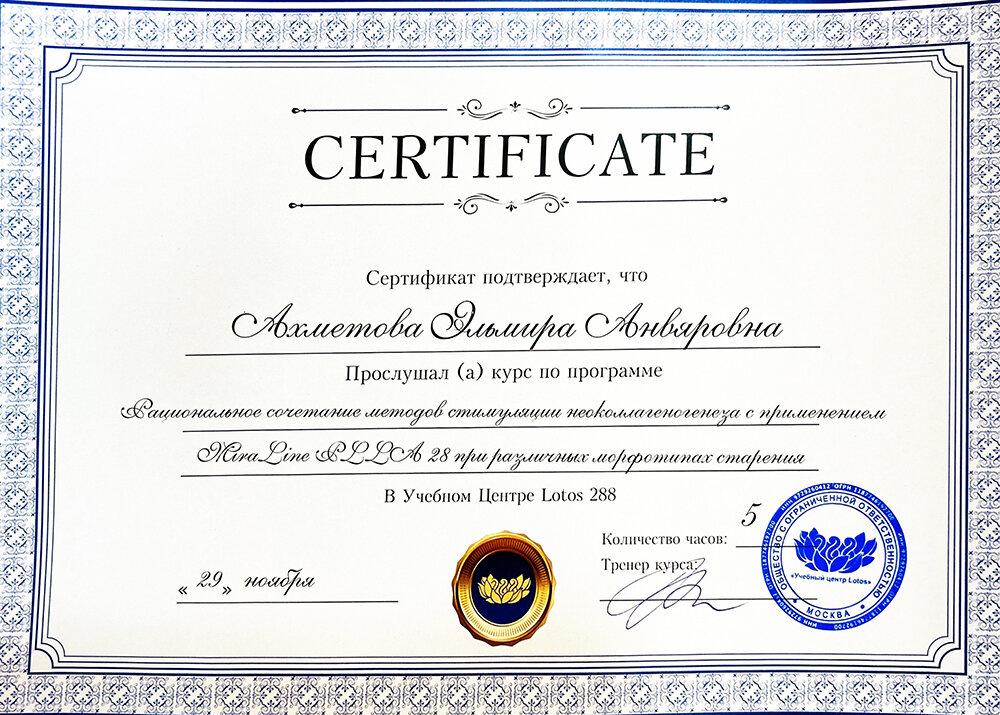 CERTIFICATE
Сертификат подтверждает, что
Ахметова Эльмира Анвяровна
Прослушал (а) курс по программе
Рациональное сочетание методов стимуляции неоколлагеногенеза с применением
MiraLine PLLA 28 при различных морфотипах старения
В Учебном Центре Lotos 288
Количество часов: 5
Тренер курса:
« 29 » ноября
ОБЩЕСТВО С ОГРАНИЧЕННОЙ ОТВЕТСТВЕННОСТЬЮ
«Учебный центр Lotos»
МОСКВА